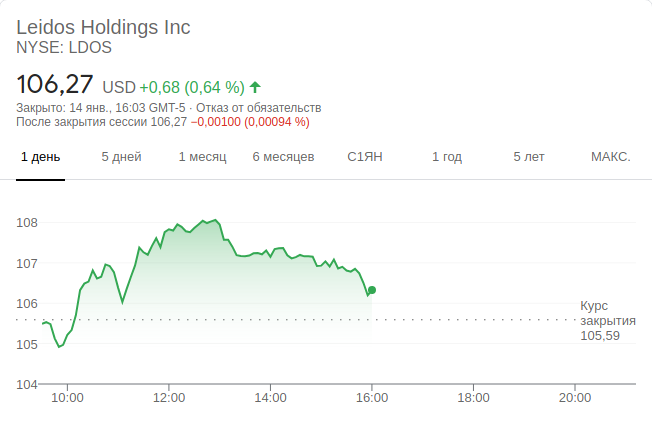 Leidos Holdings Inc
NYSE: LDOS
106,27 USD +0,68 (0,64 %)
Закрыто: 14 янв., 16:03 GMT-5 · Отказ от обязательств
После закрытия сессии 106,27 −0,00100 (0,00094 %)
1 день 5 дней 1 месяц 6 месяцев С1ЯН 1 год 5 лет МАКС.
108
107
106
Курс
закрытия
105,59
105
104
10:00 12:00 14:00 16:00 18:00 20:00